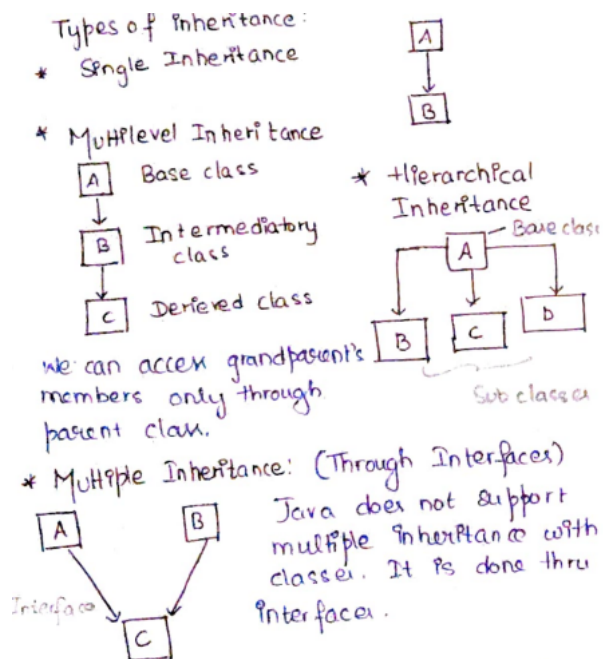 Types of inheritance:
* Single Inheritance
A
B
* Multilevel Inheritance
A Base class
B Intermediatory
class
C Derieved class
we can access grandparent's
members only through
parent class.
* Hierarchical
Inheritance
Base class
A
B C D
Sub classes
* Multiple Inheritance: (Through Interfaces)
A B
Interface
C
Java does not support
multiple inheritance with
classes. It is done thru
interfaces.